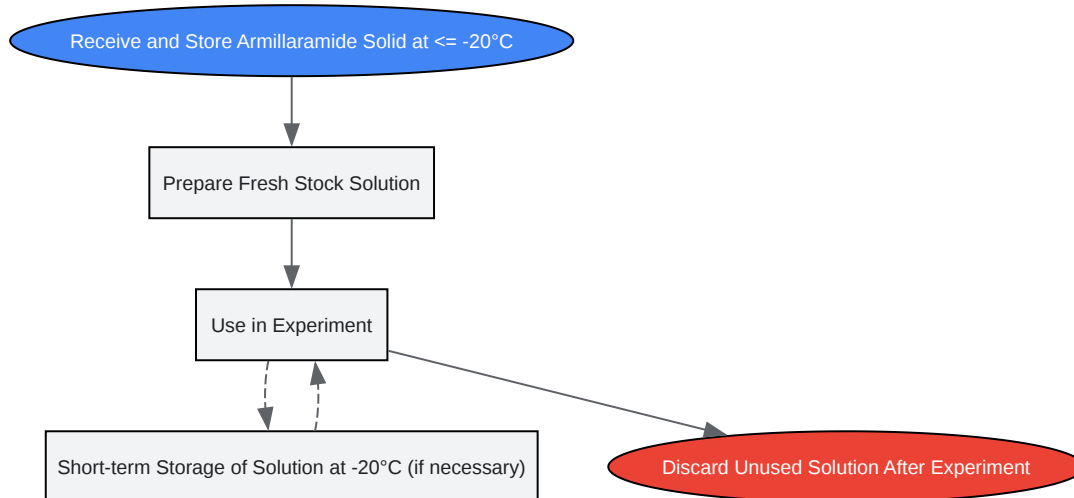 Receive and Store Armillaramide Solid at <= -20°C
Prepare Fresh Stock Solution
Use in Experiment
Short-term Storage of Solution at -20°C (if necessary)
Discard Unused Solution After Experiment